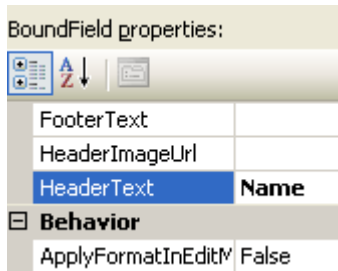 BoundField properties:
FooterText
HeaderImageUrl
HeaderText Name
Behavior
ApplyFormatInEditM False